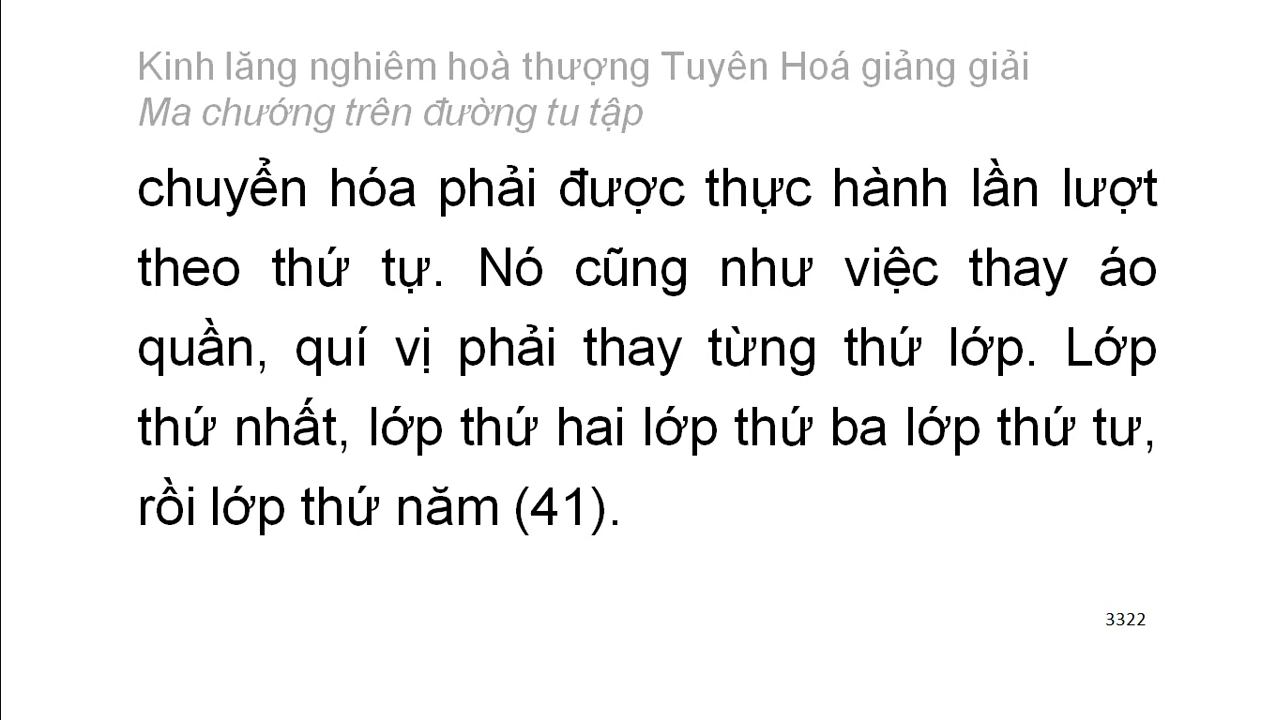 Kinh lăng nghiêm hoà thượng Tuyên Hoá giảng giải
Ma chướng trên đường tu tập
chuyển hóa phải được thực hành lần lượt
theo thứ tự. Nó cũng như việc thay áo
quần, quí vị phải thay từng thứ lớp. Lớp
thứ nhất, lớp thứ hai lớp thứ ba lớp thứ tư,
rồi lớp thứ năm (41).
3322